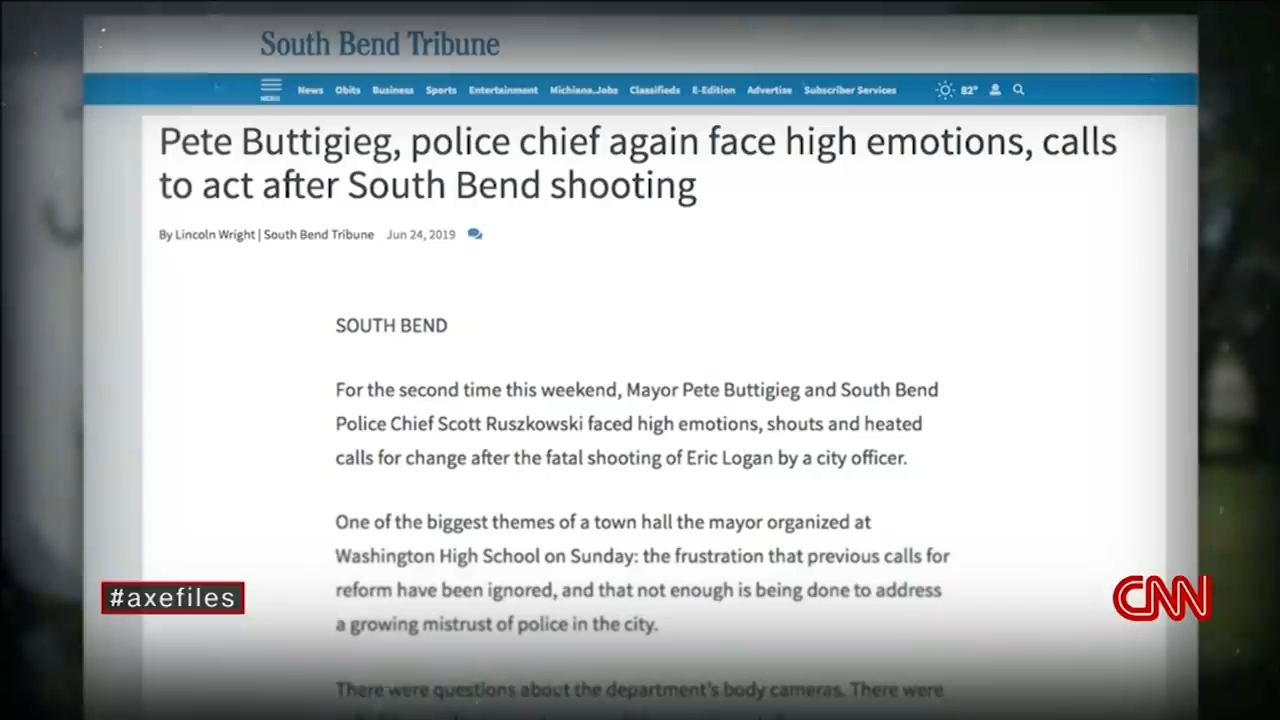 South Bend Tribune
MENU News Obits Business Sports Entertainment Michiana.Jobs Classifieds E-Edition Advertise Subscriber Services 82°
Pete Buttigieg, police chief again face high emotions, calls
to act after South Bend shooting
By Lincoln Wright | South Bend Tribune Jun 24, 2019
SOUTH BEND
For the second time this weekend, Mayor Pete Buttigieg and South Bend
Police Chief Scott Ruszkowski faced high emotions, shouts and heated
calls for change after the fatal shooting of Eric Logan by a city officer.
One of the biggest themes of a town hall the mayor organized at
Washington High School on Sunday: the frustration that previous calls for
reform have been ignored, and that not enough is being done to address
a growing mistrust of police in the city.
#axefiles
CNN
There were questions about the department's body cameras. There were